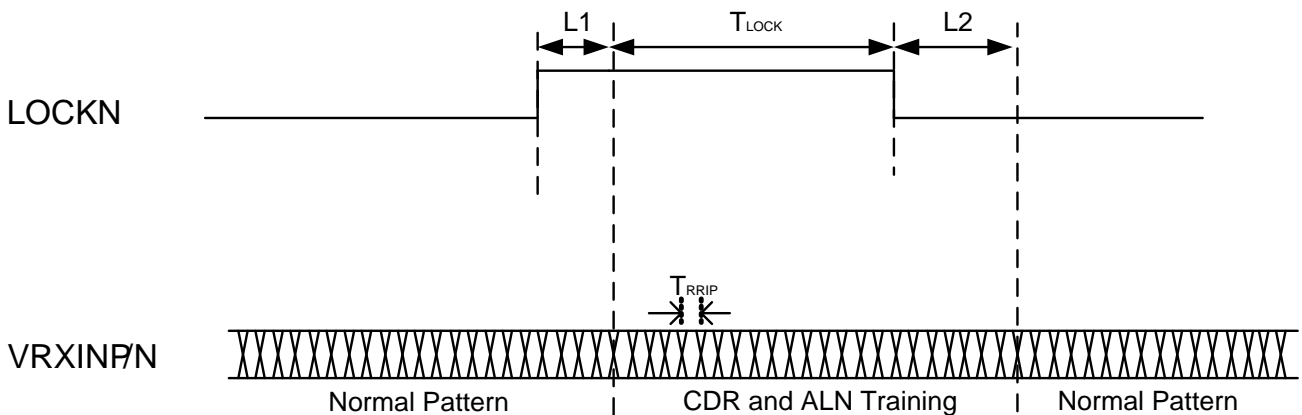 L1
TLOCK
L2
LOCKN
TRRIP
VRXINP/N
Normal Pattern
CDR and ALN Training
Normal Pattern